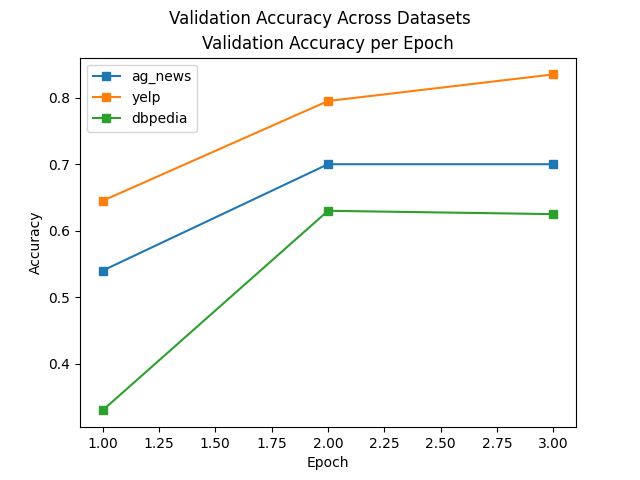 Validation Accuracy Across Datasets
Validation Accuracy per Epoch
ag_news
yelp
dbpedia
Accuracy
0.8
0.7
0.6
0.5
0.4
1.00 1.25 1.50 1.75 2.00 2.25 2.50 2.75 3.00
Epoch